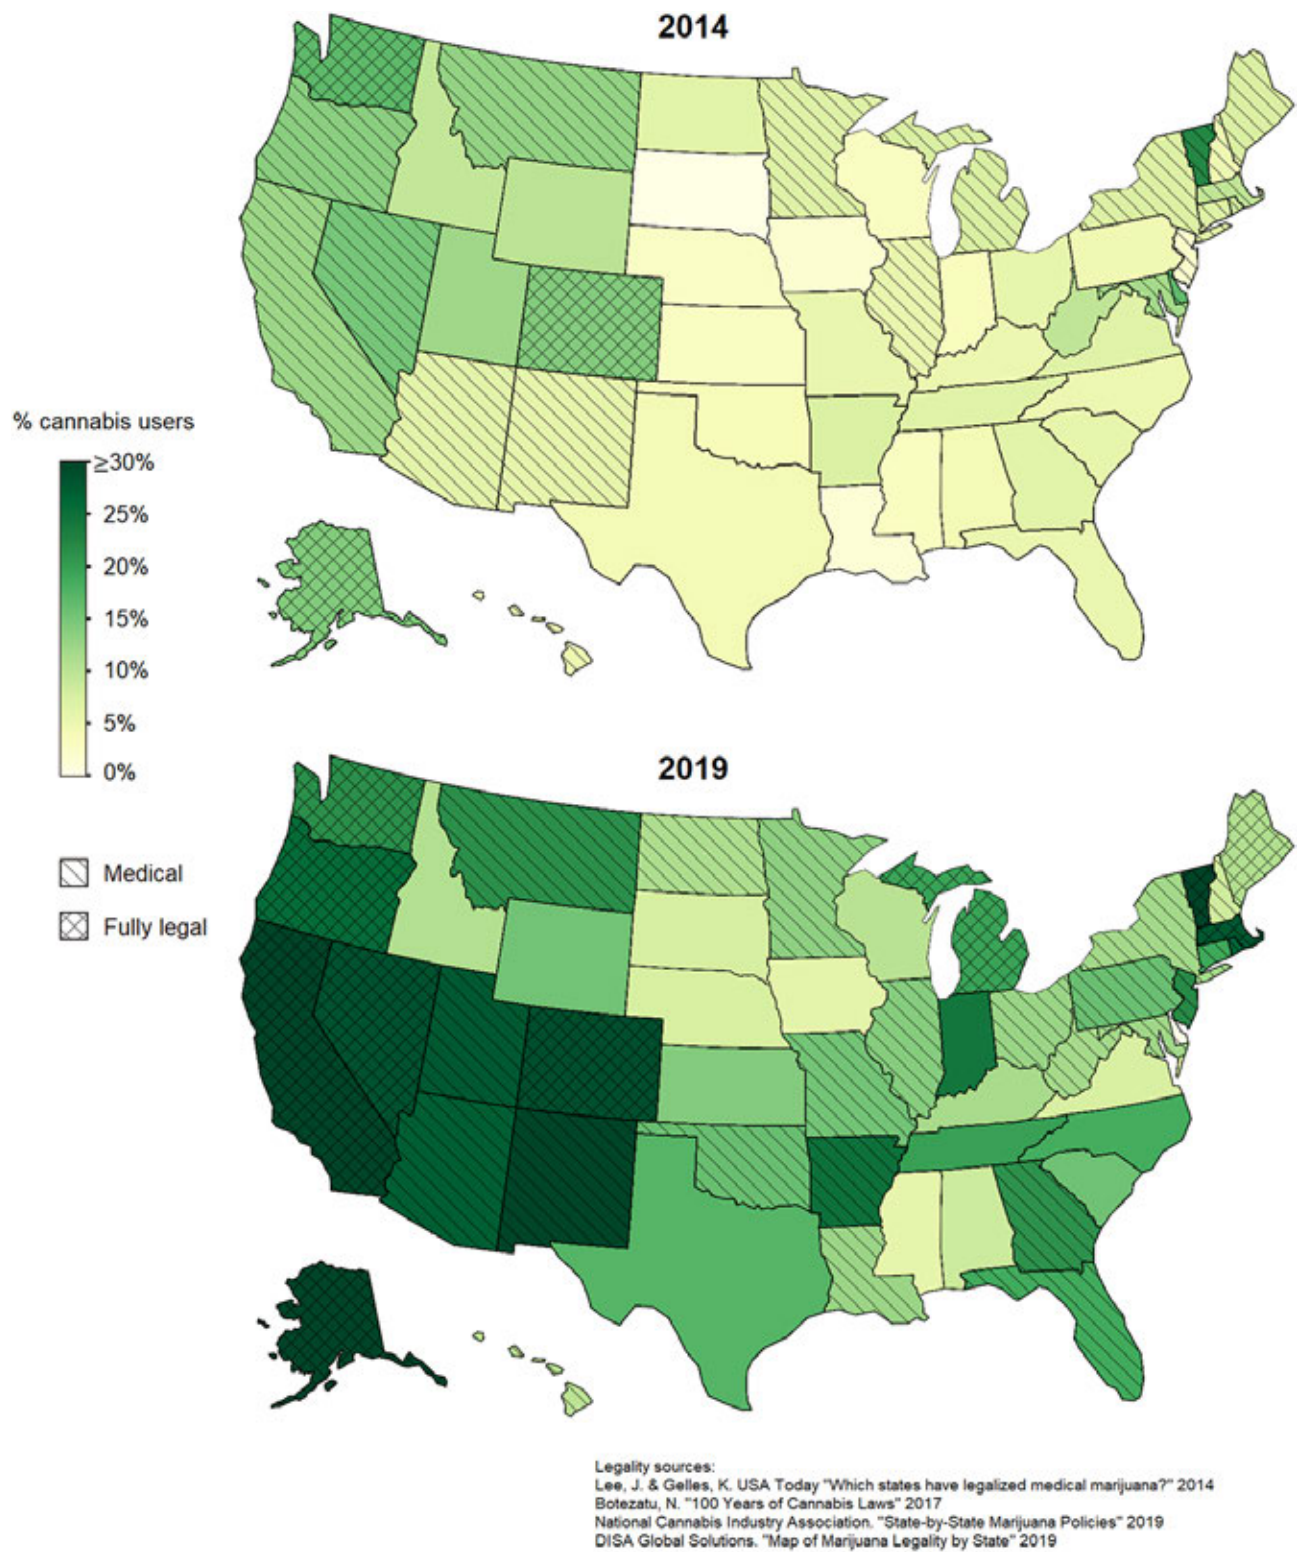 2014
% cannabis users
≥30%
25%
20%
15%
10%
5%
0%
2019
Medical
Fully legal
Legality sources:
Lee, J. & Gelles, K. USA Today "Which states have legalized medical marijuana?" 2014
Botezatu, N. "100 Years of Cannabis Laws" 2017
National Cannabis Industry Association. "State-by-State Marijuana Policies" 2019
DISA Global Solutions. "Map of Marijuana Legality by State" 2019